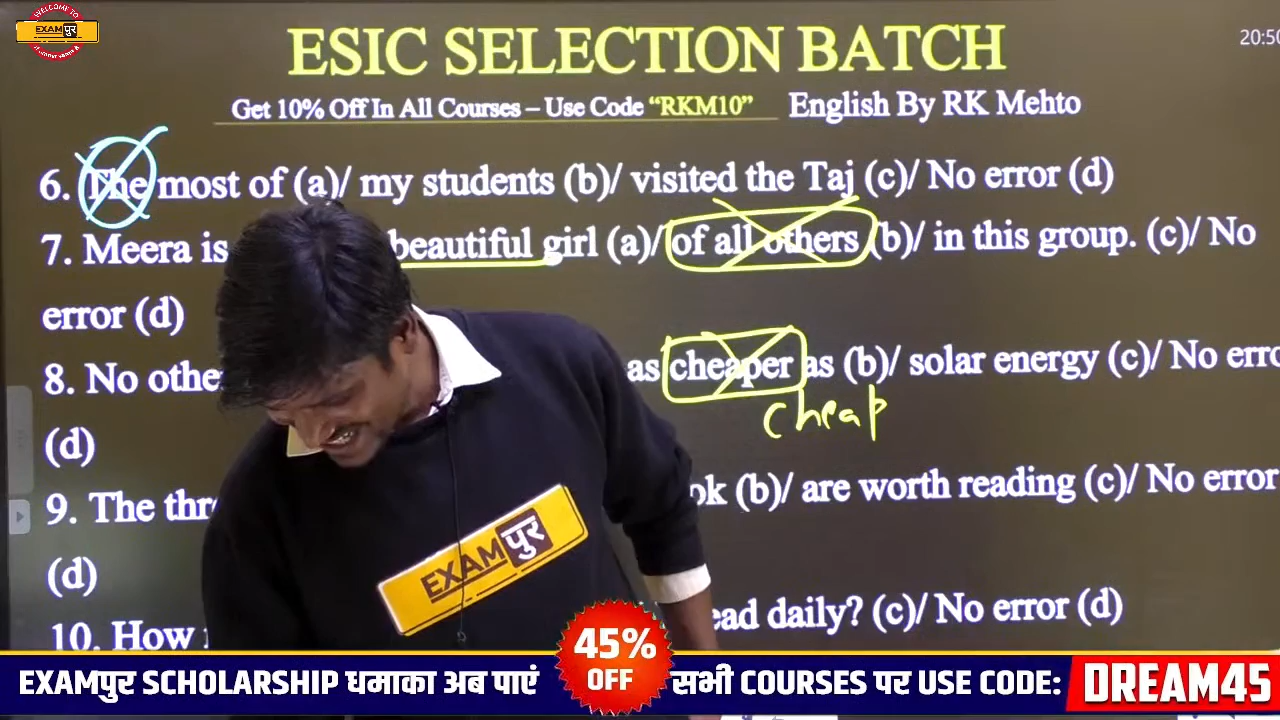 WELCOME TO
EXAMपुर
20:50
ESIC SELECTION BATCH
Get 10% Off In All Courses – Use Code “RKM10” English By RK Mehto
6. The most of (a)/ my students (b)/ visited the Taj (c)/ No error (d)
7. Meera is beautiful girl (a)/ of all others (b)/ in this group. (c)/ No
error (d)
8. No othe as cheaper as (b)/ solar energy (c)/ No erro
cheap
(d)
9. The thr ok (b)/ are worth reading (c)/ No error
(d)
10. How ead daily? (c)/ No error (d)
EXAMपुर
45%
OFF
EXAMपुर SCHOLARSHIP धमाका अब पाएं सभी COURSES पर USE CODE: DREAM45